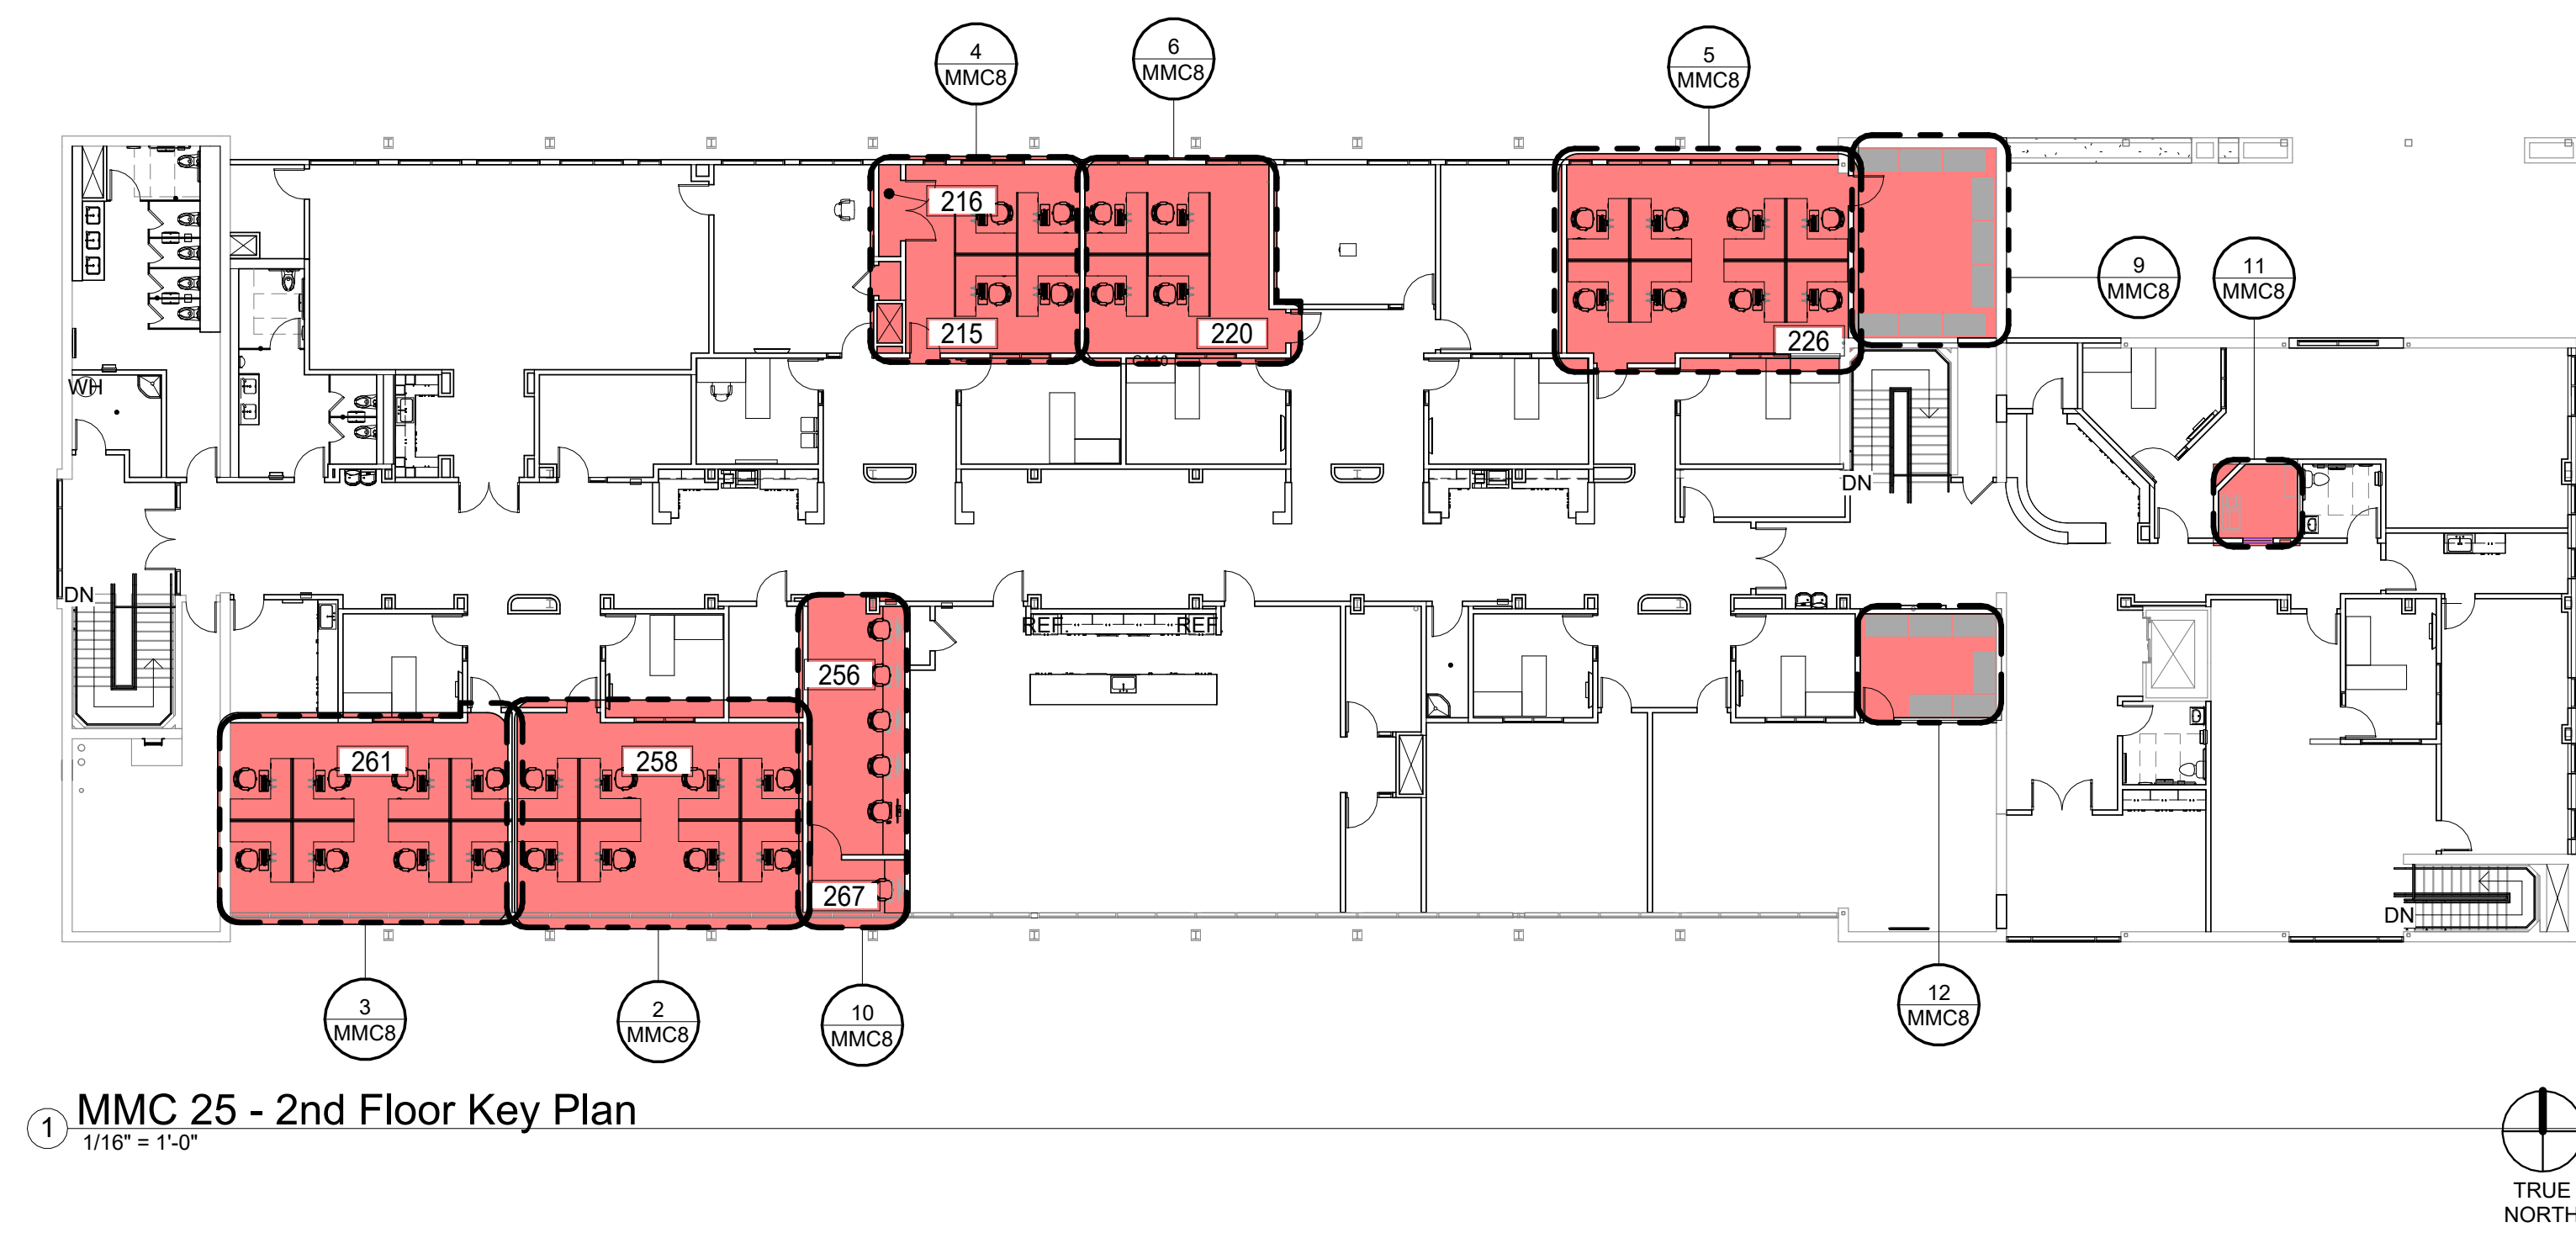 4
MMC8
6
MMC8
5
MMC8
216
215
220
CA10
226
9
MMC8
11
MMC8
WH
DN
DN
REF
REF
256
261
258
267
DN
3
MMC8
2
MMC8
10
MMC8
12
MMC8
1
MMC 25 - 2nd Floor Key Plan
1/16" = 1'-0"
TRUE
NORTH